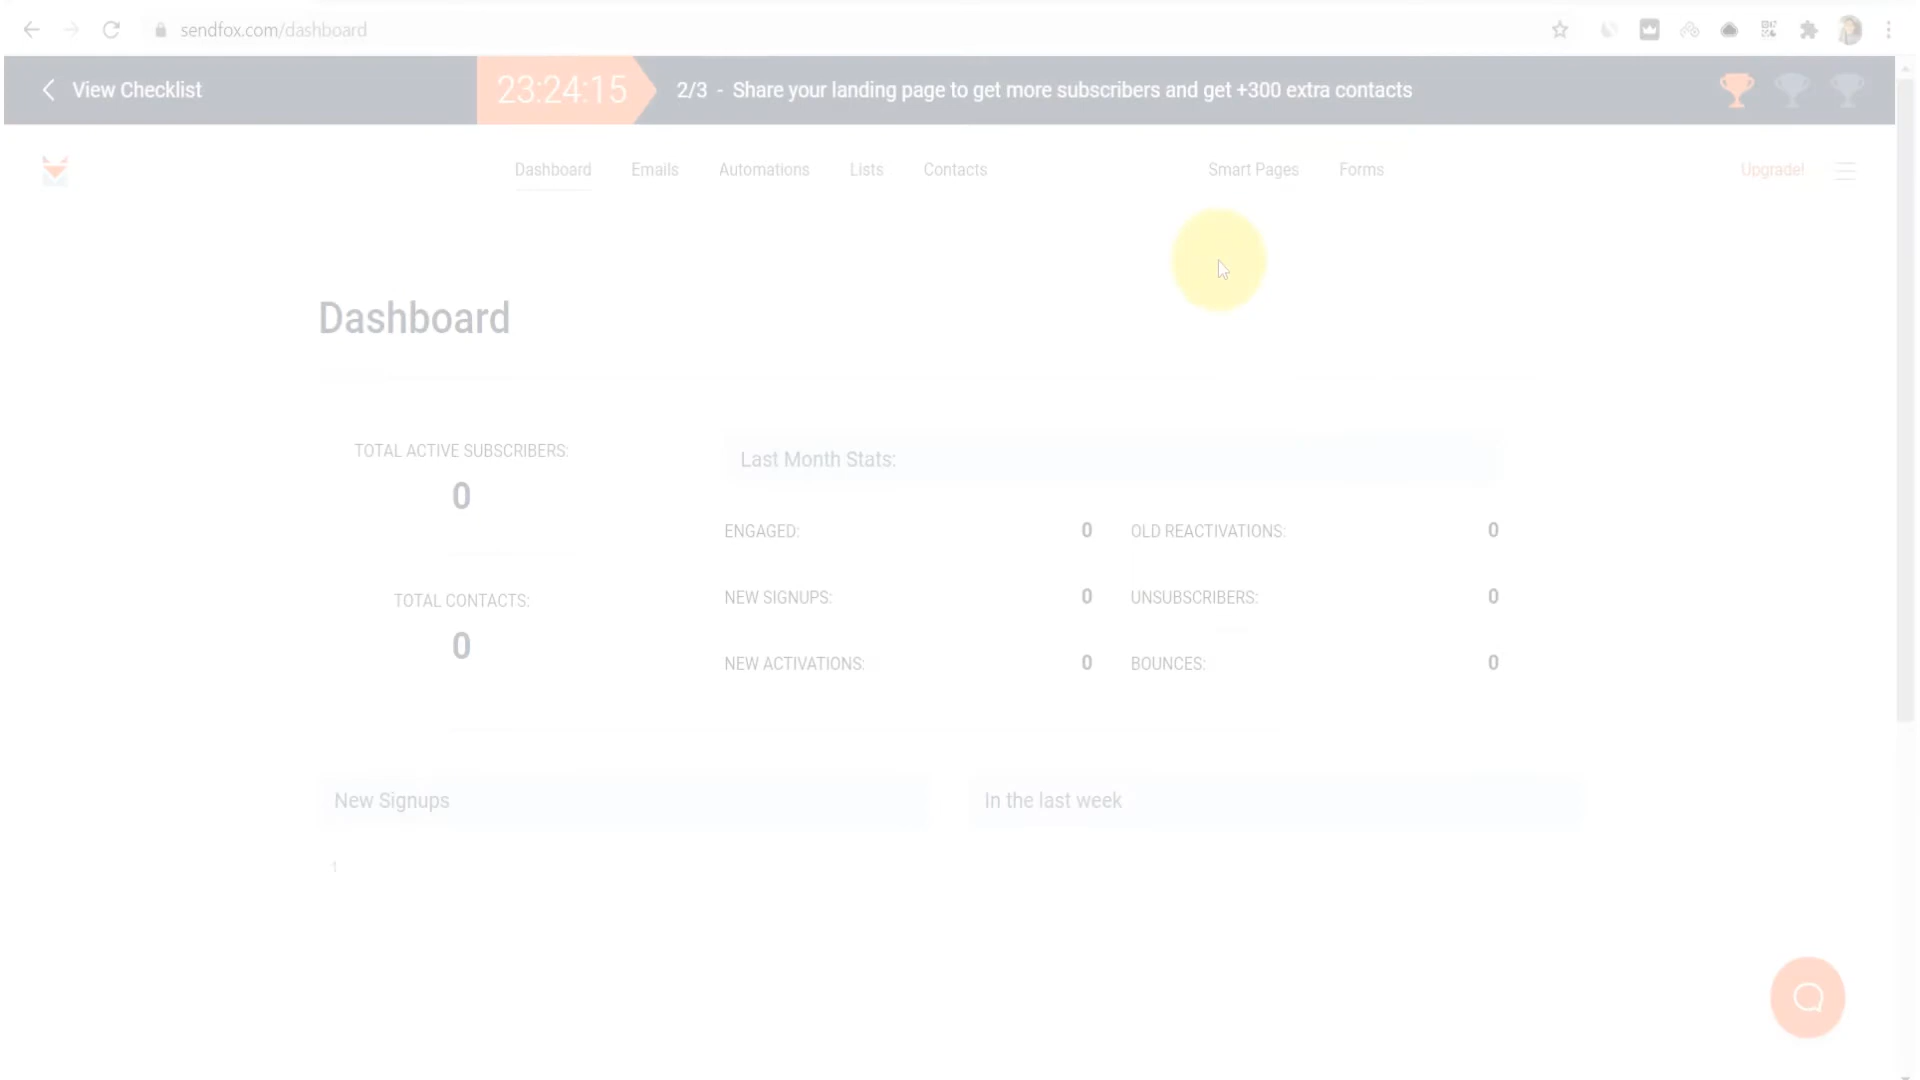 sendfox.com/dashboard
View Checklist
23:24:15
2/3 - Share your landing page to get more subscribers and get +300 extra contacts
Dashboard Emails Automations Lists Contacts Smart Pages Forms Upgrade!
Dashboard
TOTAL ACTIVE SUBSCRIBERS:
0
TOTAL CONTACTS:
0
Last Month Stats:
ENGAGED: 0 OLD REACTIVATIONS: 0
NEW SIGNUPS: 0 UNSUBSCRIBERS: 0
NEW ACTIVATIONS: 0 BOUNCES: 0
New Signups
In the last week
1